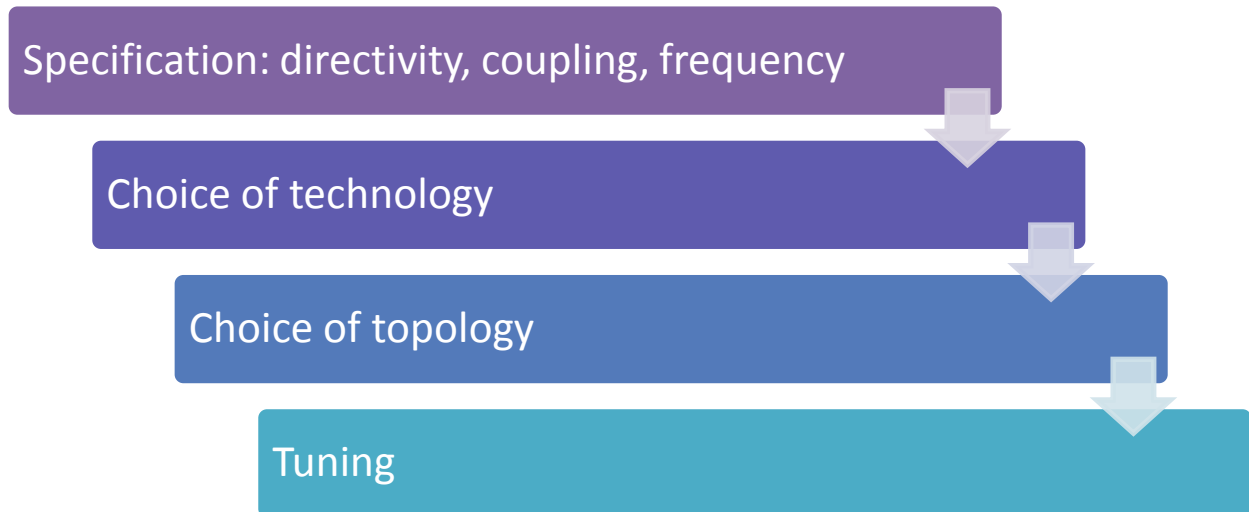 Specification: directivity, coupling, frequency
Choice of technology
Choice of topology
Tuning